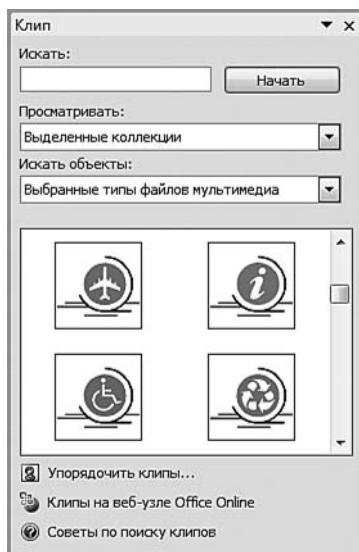 Клип
Искать:
Начать
Просматривать:
Выделенные коллекции
Искать объекты:
Выбранные типы файлов мультимедиа
i
Упорядочить клипы...
Клипы на веб-узле Office Online
Советы по поиску клипов